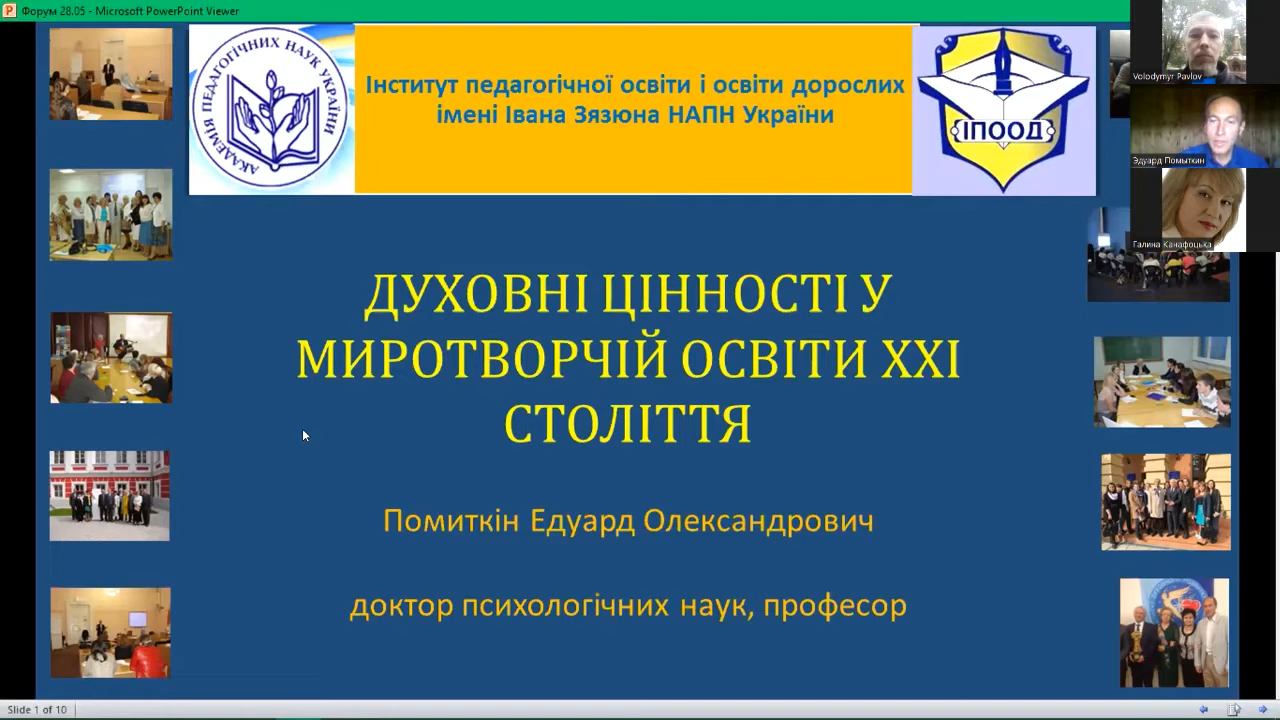 Форум 28.05 - Microsoft PowerPoint Viewer
АКАДЕМІЯ ПЕДАГОГІЧНИХ НАУК УКРАЇНИ
Інститут педагогічної освіти і освіти дорослих
імені Івана Зязюна НАПН України
ІПООД
Volodymyr Pavlov
Эдуард Помыткин
Галина Канафоцька
ДУХОВНІ ЦІННОСТІ У
МИРОТВОРЧІЙ ОСВІТИ ХХІ
СТОЛІТТЯ
Помиткін Едуард Олександрович
доктор психологічних наук, професор
Slide 1 of 10